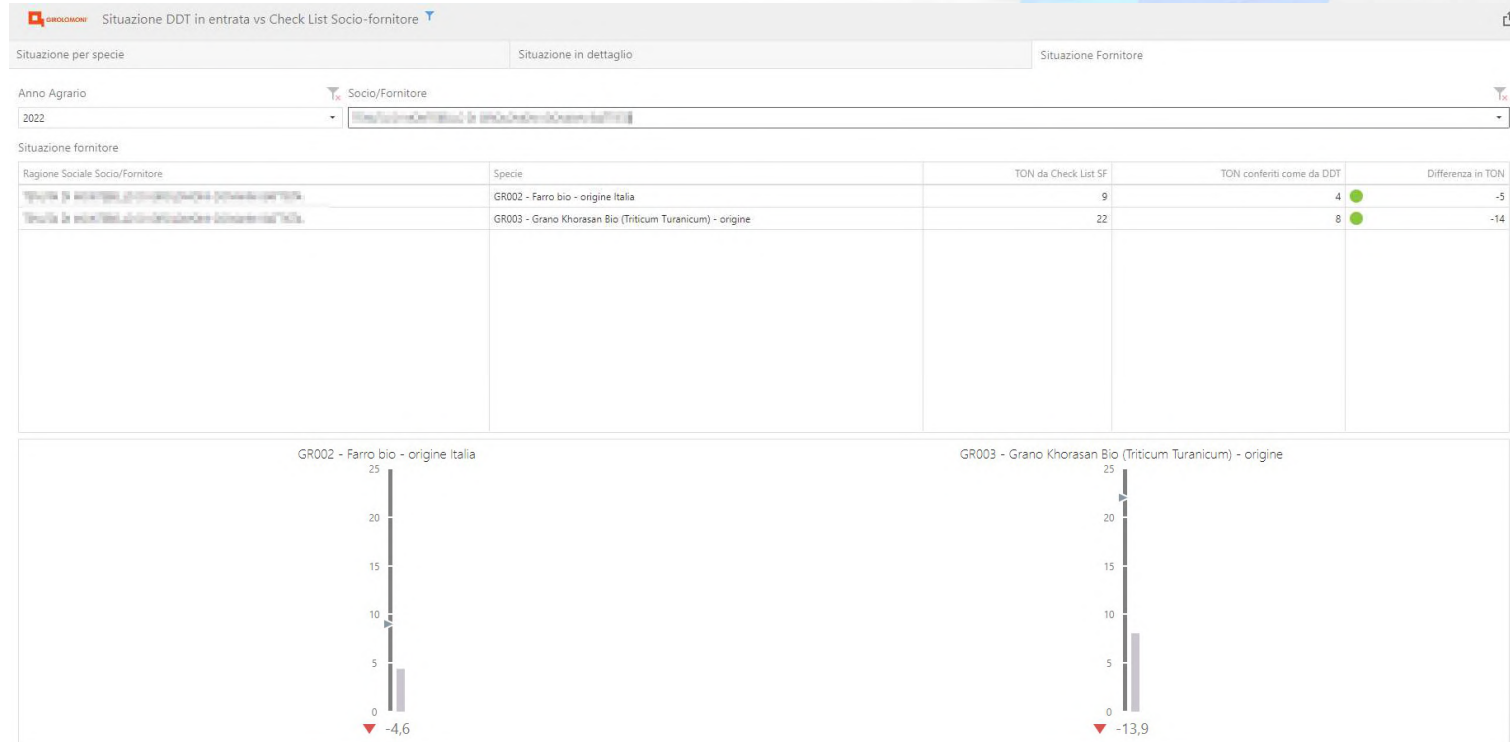 GIROLOMONI Situazione DDT in entrata vs Check List Socio-fornitore
Situazione per specie Situazione in dettaglio Situazione Fornitore
Anno Agrario Socio/Fornitore
2022
Situazione fornitore
Ragione Sociale Socio/Fornitore Specie TON da Check List SF TON conferiti come da DDT Differenza in TON
GR002 - Farro bio - origine Italia 9 4 -5
GR003 - Grano Khorasan Bio (Triticum Turanicum) - origine 22 8 -14
GR002 - Farro bio - origine Italia GR003 - Grano Khorasan Bio (Triticum Turanicum) - origine
25 25
20 20
15 15
10 10
5 5
0 0
-4,6 -13,9